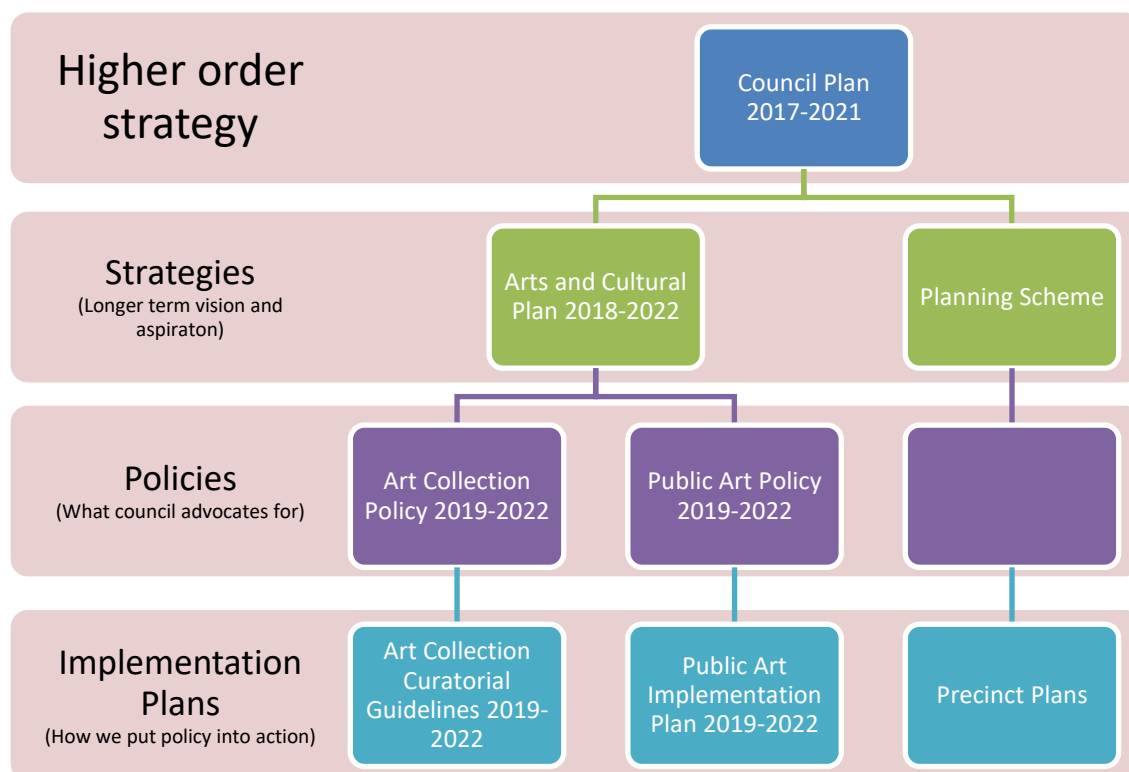 Higher order
strategy
Council Plan
2017-2021
Strategies
(Longer term vision and
aspiraton)
Arts and Cultural
Plan 2018-2022
Planning Scheme
Policies
(What council advocates for)
Art Collection
Policy 2019-2022
Public Art Policy
2019-2022
Implementation
Plans
(How we put policy into action)
Art Collection
Curatorial
Guidelines 2019-
2022
Public Art
Implementation
Plan 2019-2022
Precinct Plans